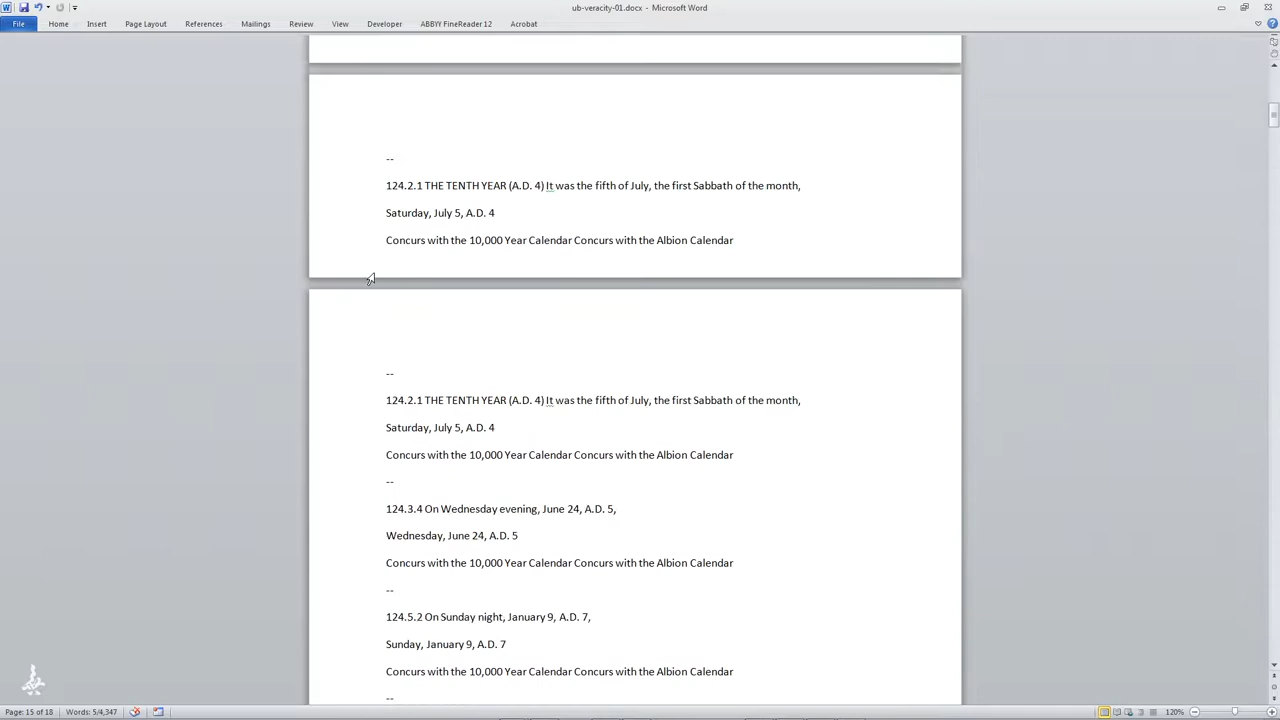 ub-veracity-01.docx - Microsoft Word
File Home Insert Page Layout References Mailings Review View Developer ABBYY FineReader 12 Acrobat
--
124.2.1 THE TENTH YEAR (A.D. 4) It was the fifth of July, the first Sabbath of the month,
Saturday, July 5, A.D. 4
Concurs with the 10,000 Year Calendar Concurs with the Albion Calendar
--
124.2.1 THE TENTH YEAR (A.D. 4) It was the fifth of July, the first Sabbath of the month,
Saturday, July 5, A.D. 4
Concurs with the 10,000 Year Calendar Concurs with the Albion Calendar
--
124.3.4 On Wednesday evening, June 24, A.D. 5,
Wednesday, June 24, A.D. 5
Concurs with the 10,000 Year Calendar Concurs with the Albion Calendar
--
124.5.2 On Sunday night, January 9, A.D. 7,
Sunday, January 9, A.D. 7
Concurs with the 10,000 Year Calendar Concurs with the Albion Calendar
--
Page: 15 of 18 Words: 5/4,347 120%